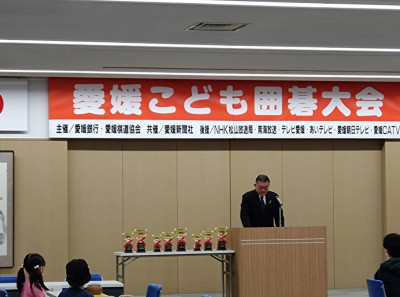 愛媛こども囲碁大会
主催/愛媛銀行・愛媛棋道協会 共催/愛媛新聞社 後援/NHK松山放送局・南海放送・テレビ愛媛・あいテレビ・愛媛朝日テレビ・愛媛CATV